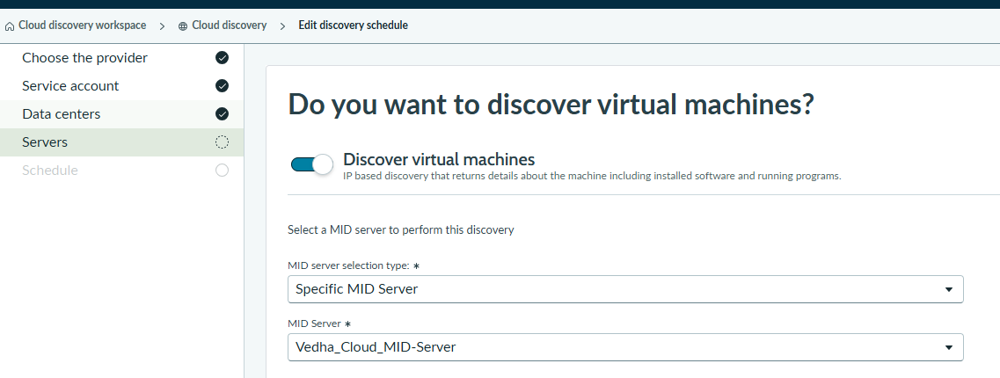 Cloud discovery workspace > Cloud discovery > Edit discovery schedule
Choose the provider
Service account
Data centers
Servers
Schedule
Do you want to discover virtual machines?
Discover virtual machines
IP based discovery that returns details about the machine including installed software and running programs.
Select a MID server to perform this discovery
MID server selection type: *
Specific MID Server
MID Server *
Vedha_Cloud_MID-Server